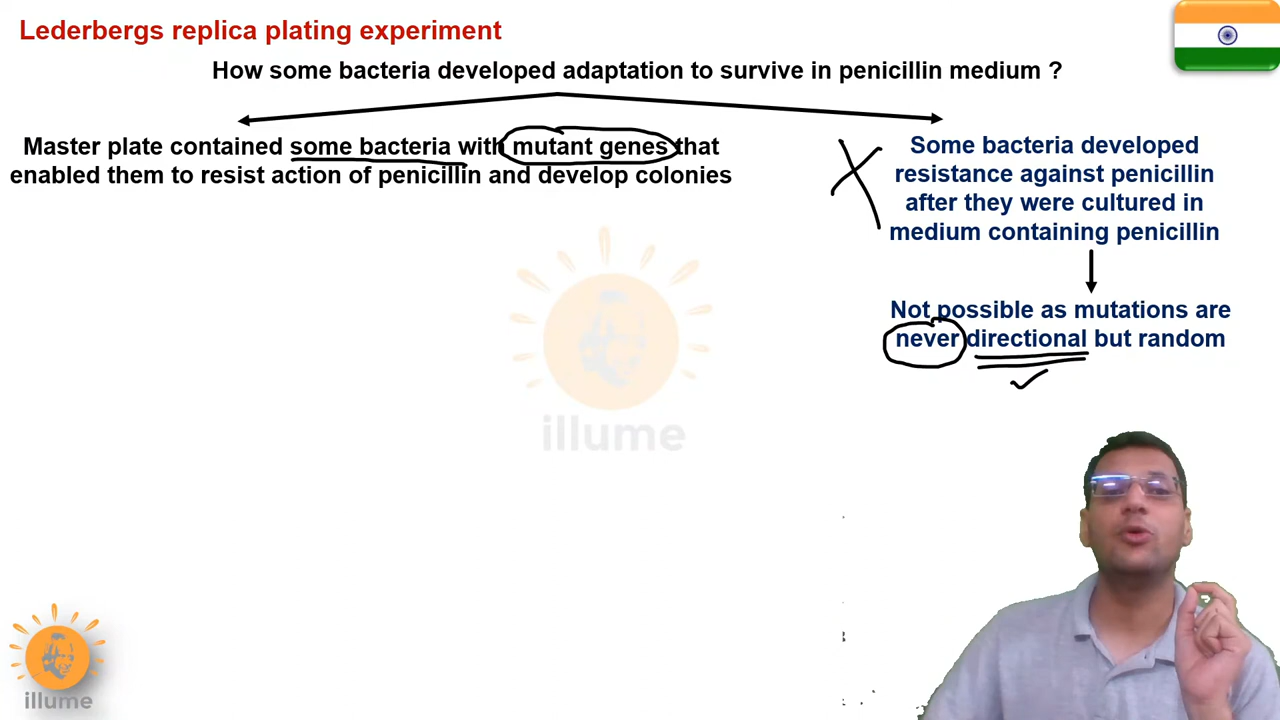 Lederbergs replica plating experiment
How some bacteria developed adaptation to survive in penicillin medium ?
Master plate contained some bacteria with mutant genes that
enabled them to resist action of penicillin and develop colonies
Some bacteria developed
resistance against penicillin
after they were cultured in
medium containing penicillin
Not possible as mutations are
never directional but random
illume
illume